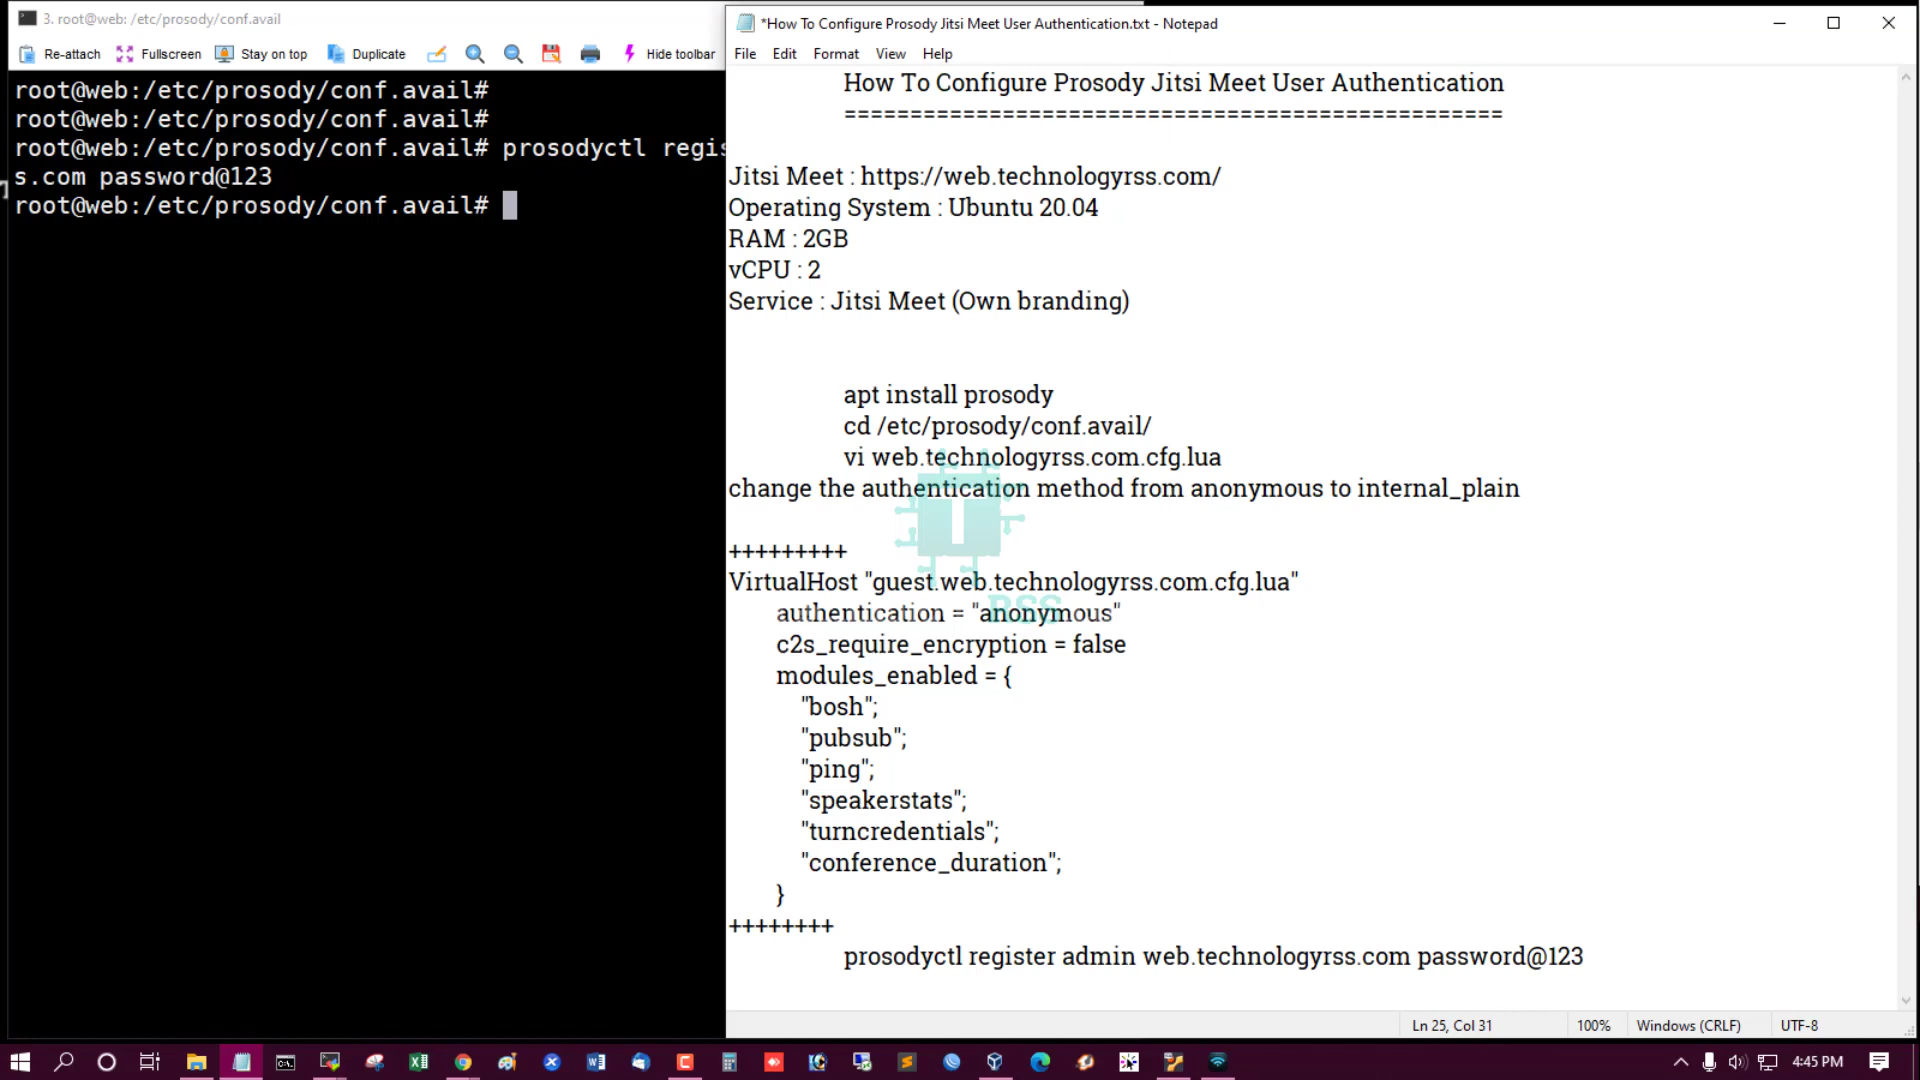 3. root@web: /etc/prosody/conf.avail
Re-attach Fullscreen Stay on top Duplicate Hide toolbar
root@web:/etc/prosody/conf.avail#
root@web:/etc/prosody/conf.avail#
root@web:/etc/prosody/conf.avail# prosodyctl regis
s.com password@123
root@web:/etc/prosody/conf.avail#
*How To Configure Prosody Jitsi Meet User Authentication.txt - Notepad
File Edit Format View Help
How To Configure Prosody Jitsi Meet User Authentication
==================================================
Jitsi Meet : https://web.technologyrss.com/
Operating System : Ubuntu 20.04
RAM : 2GB
vCPU : 2
Service : Jitsi Meet (Own branding)
apt install prosody
cd /etc/prosody/conf.avail/
vi web.technologyrss.com.cfg.lua
change the authentication method from anonymous to internal_plain
+++++++++
VirtualHost "guest.web.technologyrss.com.cfg.lua"
authentication = "anonymous"
c2s_require_encryption = false
modules_enabled = {
"bosh";
"pubsub";
"ping";
"speakerstats";
"turncredentials";
"conference_duration";
}
++++++++
prosodyctl register admin web.technologyrss.com password@123
RSS
Ln 25, Col 31 100% Windows (CRLF) UTF-8
4:45 PM